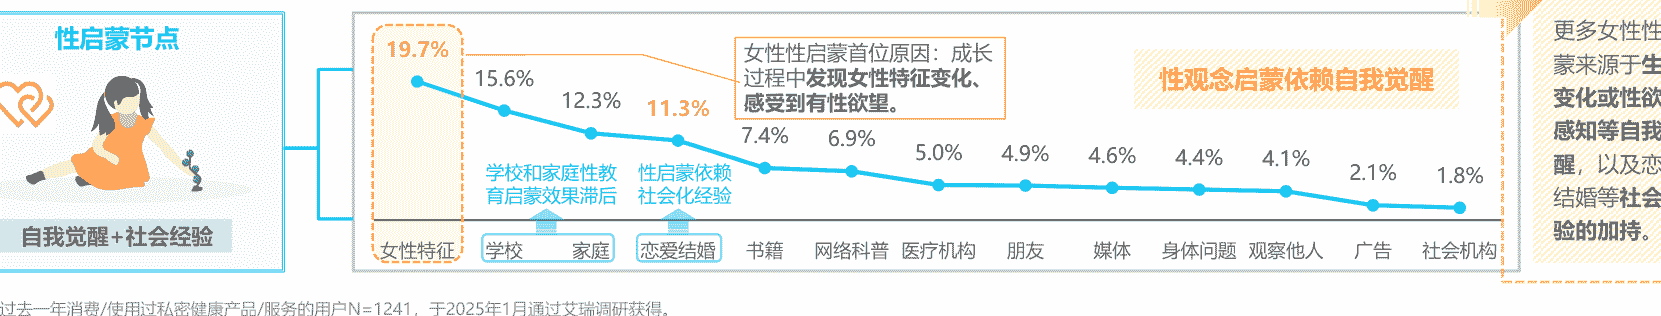 性启蒙节点
自我觉醒+社会经验
19.7%
15.6%
12.3%
11.3%
7.4%
6.9%
5.0%
4.9%
4.6%
4.4%
4.1%
2.1%
1.8%
女性性启蒙首位原因：成长
过程中发现女性特征变化、
感受到有性欲望。
性观念启蒙依赖自我觉醒
学校和家庭性教
育启蒙效果滞后
性启蒙依赖
社会化经验
女性特征 学校 家庭 恋爱结婚 书籍 网络科普 医疗机构 朋友 媒体 身体问题 观察他人 广告 社会机构
更多女性性
蒙来源于生
变化或性欲
感知等自我
醒，以及恋
结婚等社会
验的加持。
过去一年消费/使用过私密健康产品/服务的用户N=1241，于2025年1月通过艾瑞调研获得。